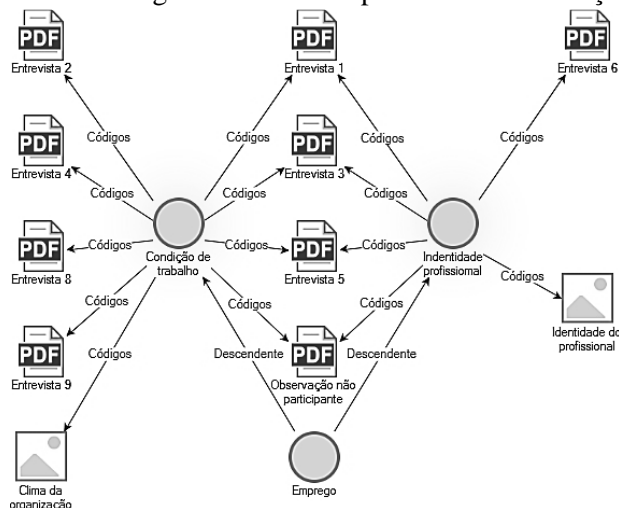 PDF
PDF
PDF
Entrevista 2
Entrevista 1
Entrevista 6
Códigos
Códigos
Códigos
Códigos
PDF
PDF
Entrevista 4
Entrevista 3
Códigos
Códigos
Códigos
PDF
Códigos
Códigos
PDF
Códigos
Entrevista 8
Condição de
trabalho
Entrevista 5
Indentidade
profissional
Códigos
Códigos
Códigos
Códigos
PDF
Códigos
Descendente
PDF
Descendente
Identidade do
profissional
Entrevista 9
Observação não
participante
Clima da
organização
Emprego